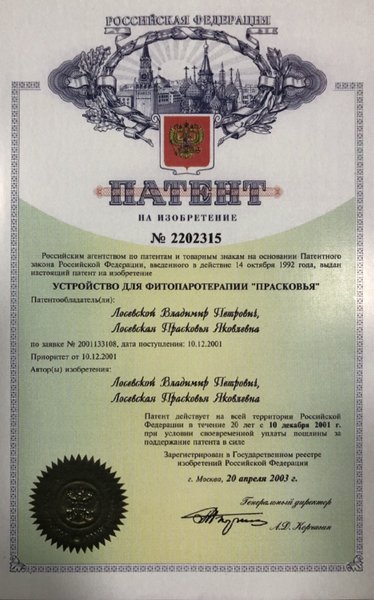 РОССИЙСКАЯ ФЕДЕРАЦИЯ
ПАТЕНТ
НА ИЗОБРЕТЕНИЕ
№ 2202315
Российским агентством по патентам и товарным знакам на основании Патентного
закона Российской Федерации, введенного в действие 14 октября 1992 года, выдан
настоящий патент на изобретение
УСТРОЙСТВО ДЛЯ ФИТОПАРОТЕРАПИИ "ПРАСКОВЬЯ"
Патентообладатель(ли):
Лосевской Владимир Петрович,
Лосевская Прасковья Яковлевна
по заявке № 2001133108, дата поступления: 10.12.2001
Приоритет от 10.12.2001
Автор(ы) изобретения:
Лосевской Владимир Петрович,
Лосевская Прасковья Яковлевна
Патент действует на всей территории Российской
Федерации в течение 20 лет с 10 декабря 2001 г.
при условии своевременной уплаты пошлины за
поддержание патента в силе
Зарегистрирован в Государственном реестре
изобретений Российской Федерации
г. Москва, 20 апреля 2003 г.
Генеральный директор
А.Д. Корчагин